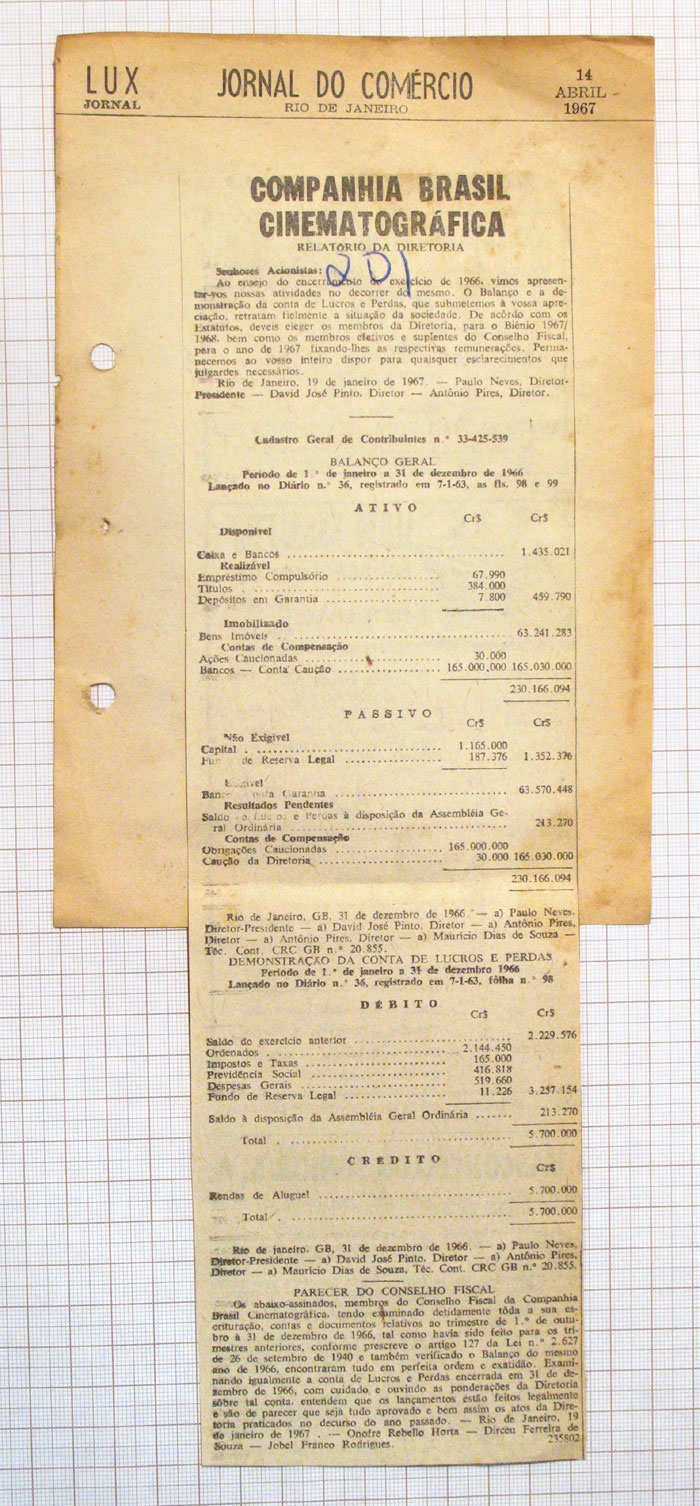 LUX
JORNAL
JORNAL DO COMÉRCIO
RIO DE JANEIRO
14
ABRIL -
1967
COMPANHIA BRASIL
CINEMATOGRÁFICA
RELATÓRIO DA DIRETORIA
201
Senhores Acionistas:
Ao ensejo do encerramento do exercício de 1966, vimos apresen-
tar-vos nossas atividades no decorrer do mesmo. O Balanço e a de-
monstração da conta de Lucros e Perdas, que submetemos à vossa apre-
ciação, retratam fielmente a situação da sociedade. De acôrdo com os
Estatutos, deveis eleger os membros da Diretoria, para o Biênio 1967/
1968, bem como os membros efetivos e suplentes do Conselho Fiscal,
para o ano de 1967 fixando-lhes as respectivas remunerações. Perma-
necemos ao vosso inteiro dispor para quaisquer esclarecimentos que
julgardes necessários.
Rio de Janeiro, 19 de janeiro de 1967. — Paulo Neves, Diretor-
Presidente — David José Pinto, Diretor — Antônio Pires, Diretor.
Cadastro Geral de Contribuintes n.º 33-425-539
BALANÇO GERAL
Período de 1.º de janeiro a 31 de dezembro de 1966
Lançado no Diário n.º 36, registrado em 7-1-63, as fls. 98 e 99
ATIVO
Cr$ Cr$
Disponível
Caixa e Bancos ........ 1.435.021
Realizável
Empréstimo Compulsório ........ 67.990
Títulos ........ 384.000
Depósitos em Garantia ........ 7.800 459.790
Imobilizado
Bens Imóveis ........ 63.241.283
Contas de Compensação
Ações Caucionadas ........ 30.000
Bancos — Conta Caução ........ 165.000.000 165.030.000
230.166.094
PASSIVO
Cr$ Cr$
Não Exigível
Capital ........ 1.165.000
de Reserva Legal ........ 187.376 1.352.376
Garantia ........ 63.570.448
Resultados Pendentes
Saldo e Perdas à disposição da Assembléia Ge-
ral Ordinária ........ 213.270
Contas de Compensação
Obrigações Caucionadas ........ 165.000.000
Caução da Diretoria ........ 30.000 165.030.000
230.166.094
Rio de Janeiro, GB, 31 de dezembro de 1966 — a) Paulo Neves,
Diretor-Presidente — a) David José Pinto, Diretor — a) Antônio Pires,
Diretor — a) Antônio Pires, Diretor — a) Maurício Dias de Souza —
Téc. Cont. CRC GB n.º 20.855.
DEMONSTRAÇÃO DA CONTA DE LUCROS E PERDAS
Período de 1.º de janeiro a 31 de dezembro 1966
Lançado no Diário n.º 36, registrado em 7-1-63, fôlha n.º 98
DÉBITO
Cr$ Cr$
Saldo do exercício anterior ........ 2.229.576
Ordenados ........ 2.144.450
Impostos e Taxas ........ 165.000
Previdência Social ........ 416.818
Despesas Gerais ........ 519.660
Fundo de Reserva Legal ........ 11.226 3.257.154
Saldo à disposição da Assembléia Geral Ordinária ....... 213.270
Total ........ 5.700.000
CRÉDITO
Cr$
Rendas de Aluguel ........ 5.700.000
Total ........ 5.700.000
Rio de janeiro, GB, 31 de dezembro de 1966. — a) Paulo Neves,
Diretor-Presidente — a) David José Pinto, Diretor — a) Antônio Pires,
Diretor — a) Maurício Dias de Souza, Téc. Cont. CRC GB n.º 20.855.
PARECER DO CONSELHO FISCAL
Os abaixo-assinados, membros do Conselho Fiscal da Companhia
Brasil Cinematográfica, tendo examinado detidamente tôda a sua es-
crituração, contas e documentos relativos ao trimestre de 1.º de outu-
bro à 31 de dezembro de 1966, tal como havia sido feito para os tri-
mestres anteriores, conforme prescreve o artigo 127 da Lei n.º 2.627
de 26 de setembro de 1940 e também verificado o Balanço do mesmo
ano de 1966, encontraram tudo em perfeita ordem e exatidão. Exami-
nando igualmente a conta de Lucros e Perdas encerrada em 31 de de-
zembro de 1966, com cuidado e ouvindo as ponderações da Diretoria
sôbre tal conta, entendem que os lançamentos estão feitos legalmente
e são de parecer que seja tudo aprovado e bem assim os atos da Dire-
toria praticados no decurso do ano passado. — Rio de Janeiro, 19
de janeiro de 1967 . — Onofre Rebello Horta — Dirceu Ferreira de
Souza — Jobel Franco Rodrigues. 235802